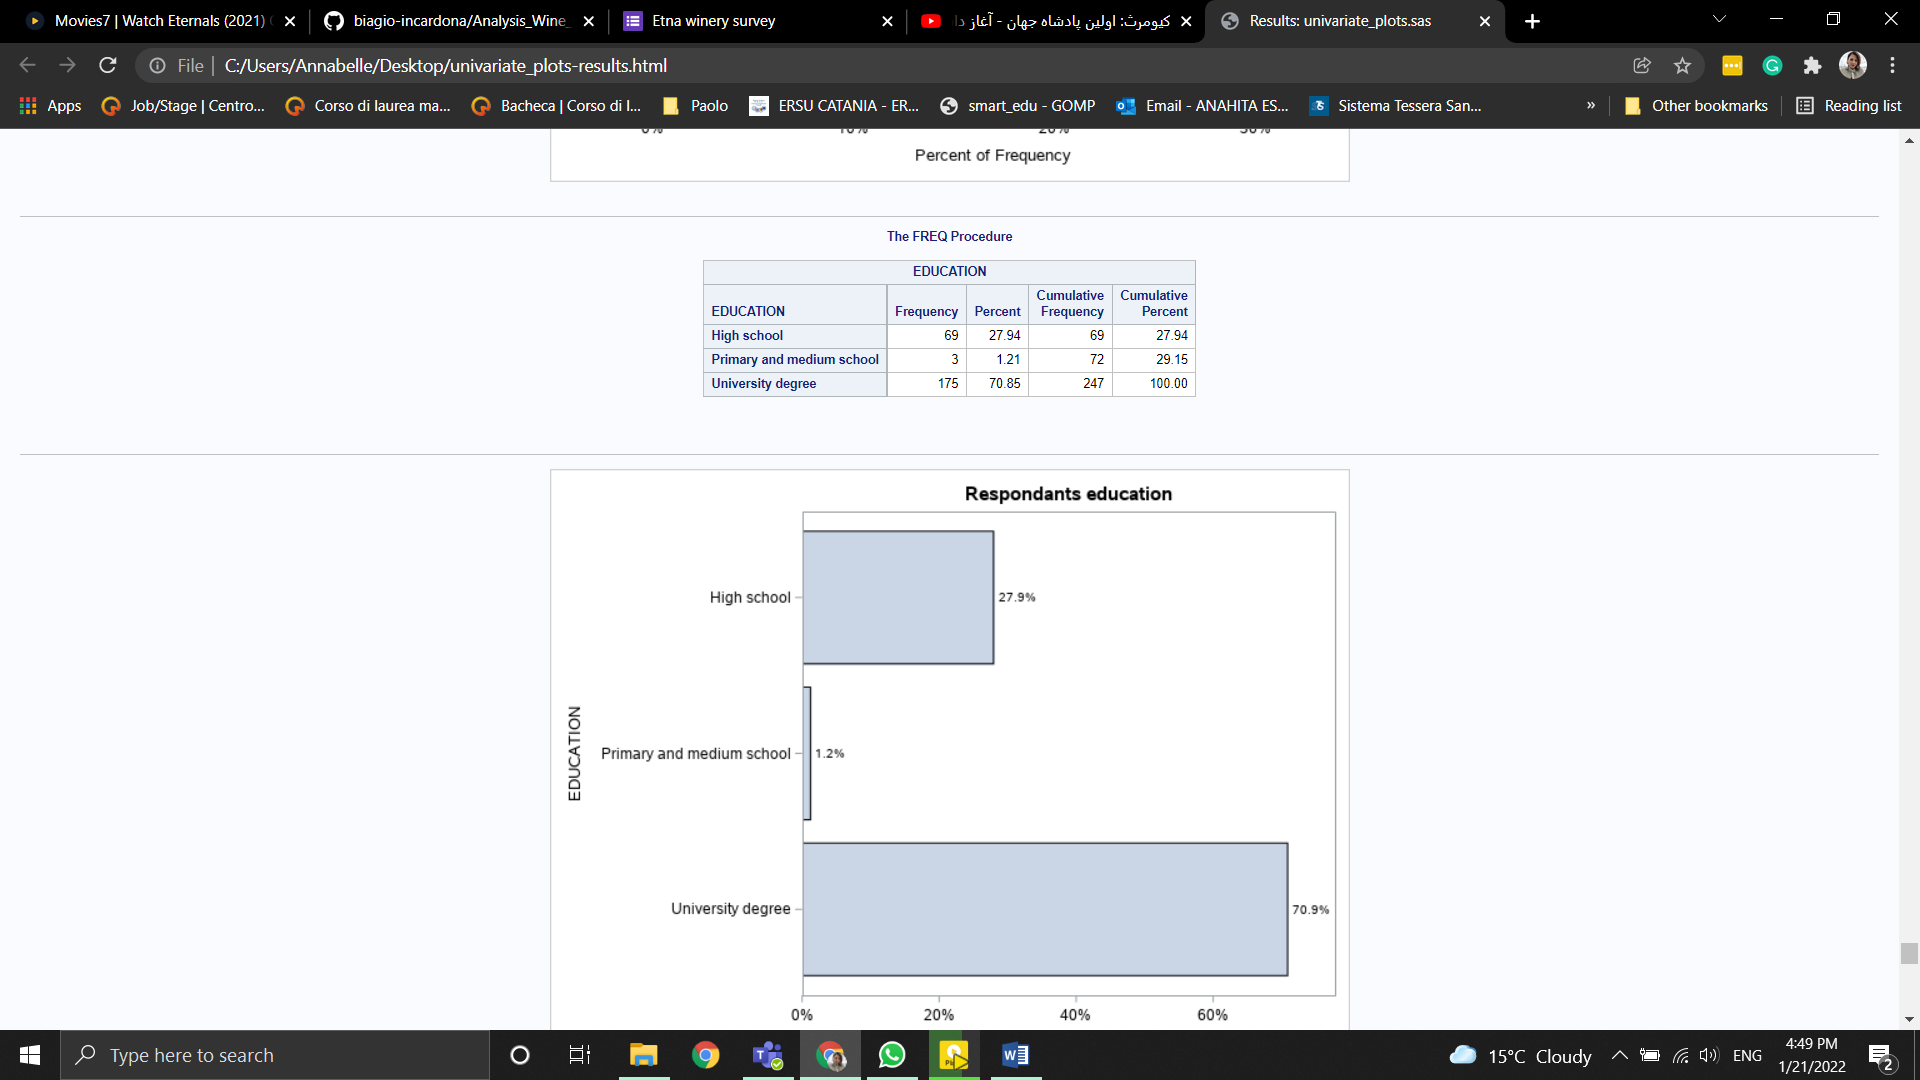 Movies7 | Watch Eternals (2021)
biagio-incardona/Analysis_Wine_
Etna winery survey
کیومرث: اولین پادشاه جهان - آغاز دا
Results: univariate_plots.sas
File
C:/Users/Annabelle/Desktop/univariate_plots-results.html
Apps
Job/Stage | Centro...
Corso di laurea ma...
Bacheca | Corso di l...
Paolo
ERSU CATANIA - ER...
smart_edu - GOMP
Email - ANAHITA ES...
Sistema Tessera San...
»
Other bookmarks
Reading list
0% 10% 20% 30%
Percent of Frequency
The FREQ Procedure
EDUCATION
EDUCATION Frequency Percent Cumulative Frequency Cumulative Percent
High school 69 27.94 69 27.94
Primary and medium school 3 1.21 72 29.15
University degree 175 70.85 247 100.00
Respondants education
High school 27.9%
EDUCATION
Primary and medium school 1.2%
University degree 70.9%
0% 20% 40% 60%
Type here to search
15°C Cloudy
ENG
4:49 PM
1/21/2022
2